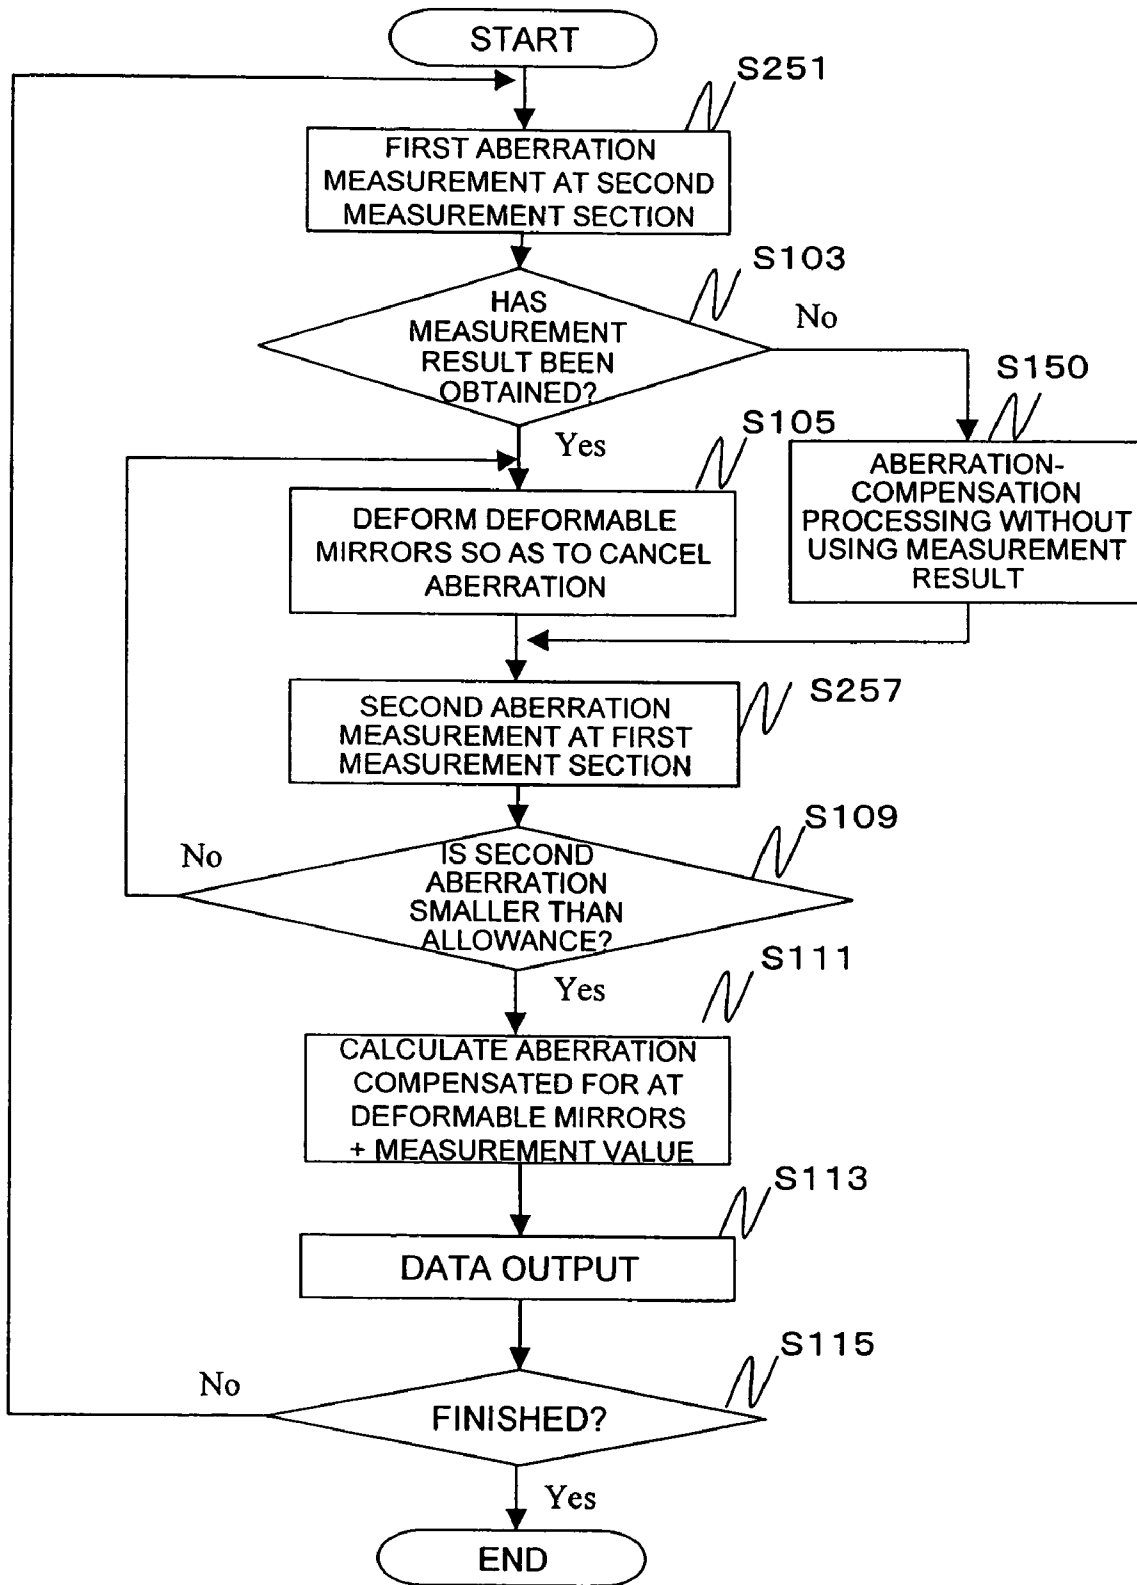 START
S251
FIRST ABERRATION
MEASUREMENT AT SECOND
MEASUREMENT SECTION
S103
HAS
MEASUREMENT
RESULT BEEN
OBTAINED?
No
S150
Yes
S105
ABERRATION-
COMPENSATION
PROCESSING WITHOUT
USING MEASUREMENT
RESULT
DEFORM DEFORMABLE
MIRRORS SO AS TO CANCEL
ABERRATION
S257
SECOND ABERRATION
MEASUREMENT AT FIRST
MEASUREMENT SECTION
S109
No
IS SECOND
ABERRATION
SMALLER THAN
ALLOWANCE?
Yes
S111
CALCULATE ABERRATION
COMPENSATED FOR AT
DEFORMABLE MIRRORS
+ MEASUREMENT VALUE
S113
DATA OUTPUT
S115
No
FINISHED?
Yes
END